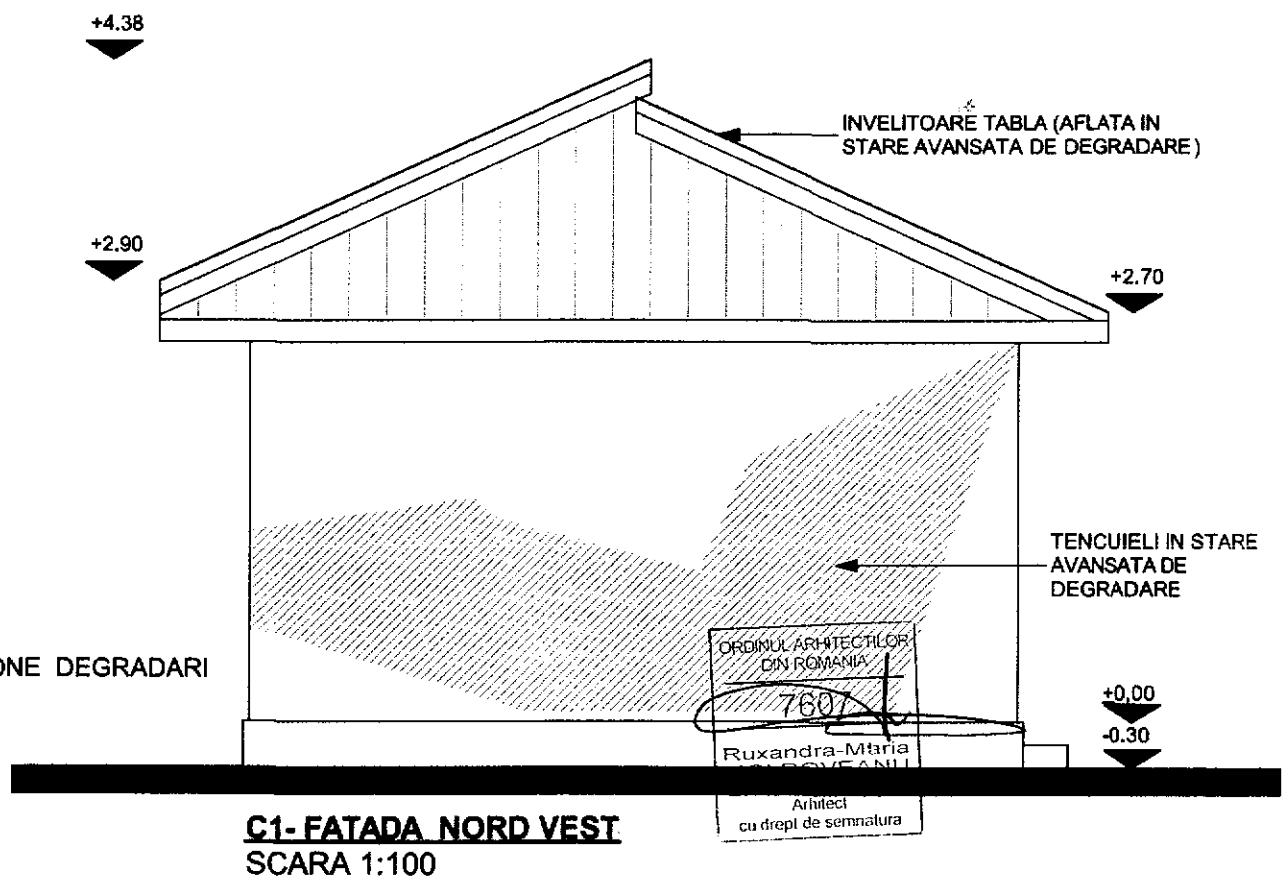 +4.38
INVELITOARE TABLA (AFLATA IN
STARE AVANSATA DE DEGRADARE)
+2.90
+2.70
TENCUIELI IN STARE
AVANSATA DE
DEGRADARE
ONE DEGRADARI
ORDINUL ARHITECTILOR
DIN ROMANIA
7607
Ruxandra-Maria
Arhitect
cu drept de semnatura
+0,00
-0.30
C1- FATADA NORD VEST
SCARA 1:100